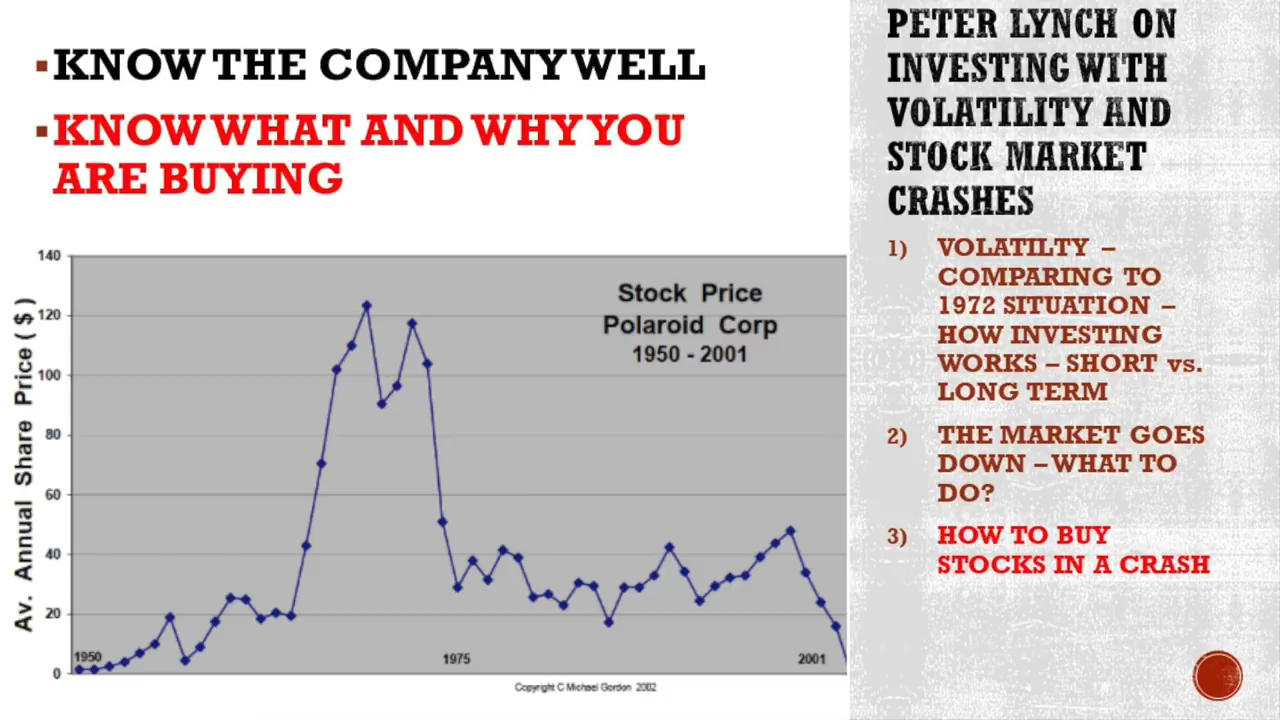 ▪KNOW THE COMPANY WELL
▪KNOW WHAT AND WHY YOU
ARE BUYING
140
120
100
80
60
40
20
0
Av. Annual Share Price ( $ )
Stock Price
Polaroid Corp
1950 - 2001
1950
1975
2001
Copyright C Michael Gordon 2002
PETER LYNCH ON
INVESTING WITH
VOLATILITY AND
STOCK MARKET
CRASHES
1) VOLATILTY –
COMPARING TO
1972 SITUATION –
HOW INVESTING
WORKS – SHORT vs.
LONG TERM
2) THE MARKET GOES
DOWN – WHAT TO
DO?
3) HOW TO BUY
STOCKS IN A CRASH